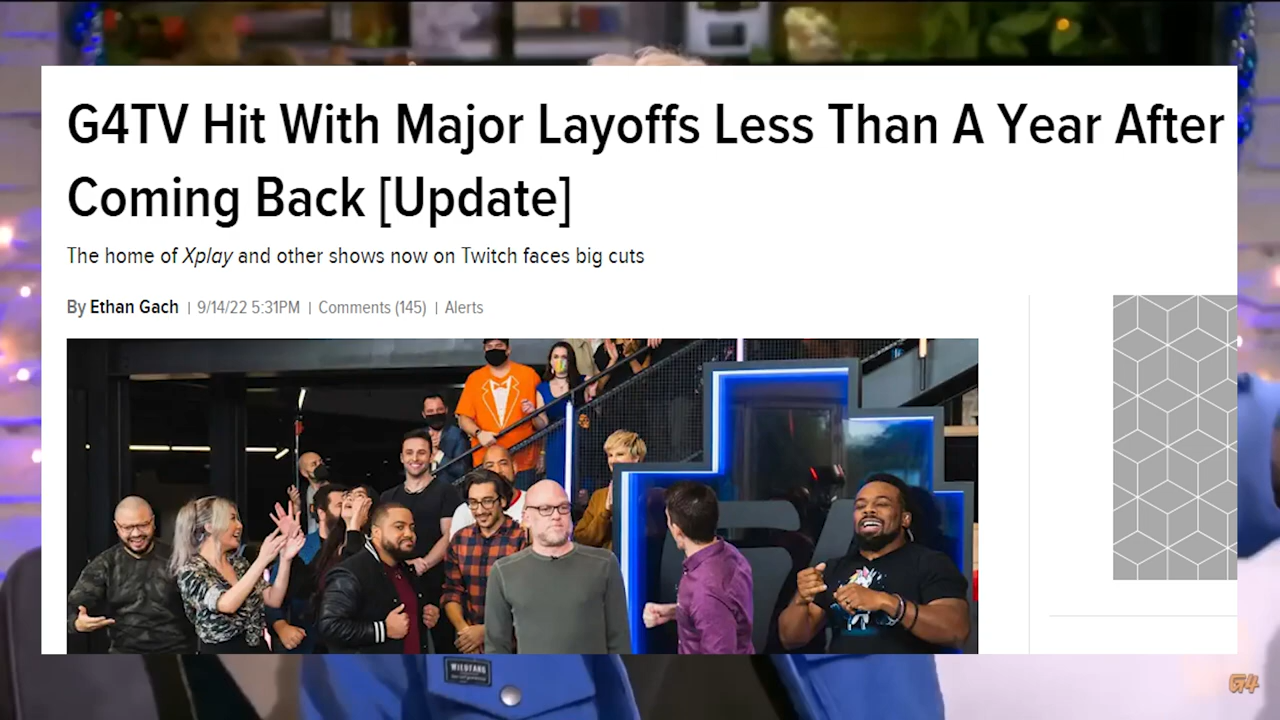 G4TV Hit With Major Layoffs Less Than A Year After
Coming Back [Update]
The home of Xplay and other shows now on Twitch faces big cuts
By Ethan Gach | 9/14/22 5:31PM | Comments (145) | Alerts
WILDFANG
G4